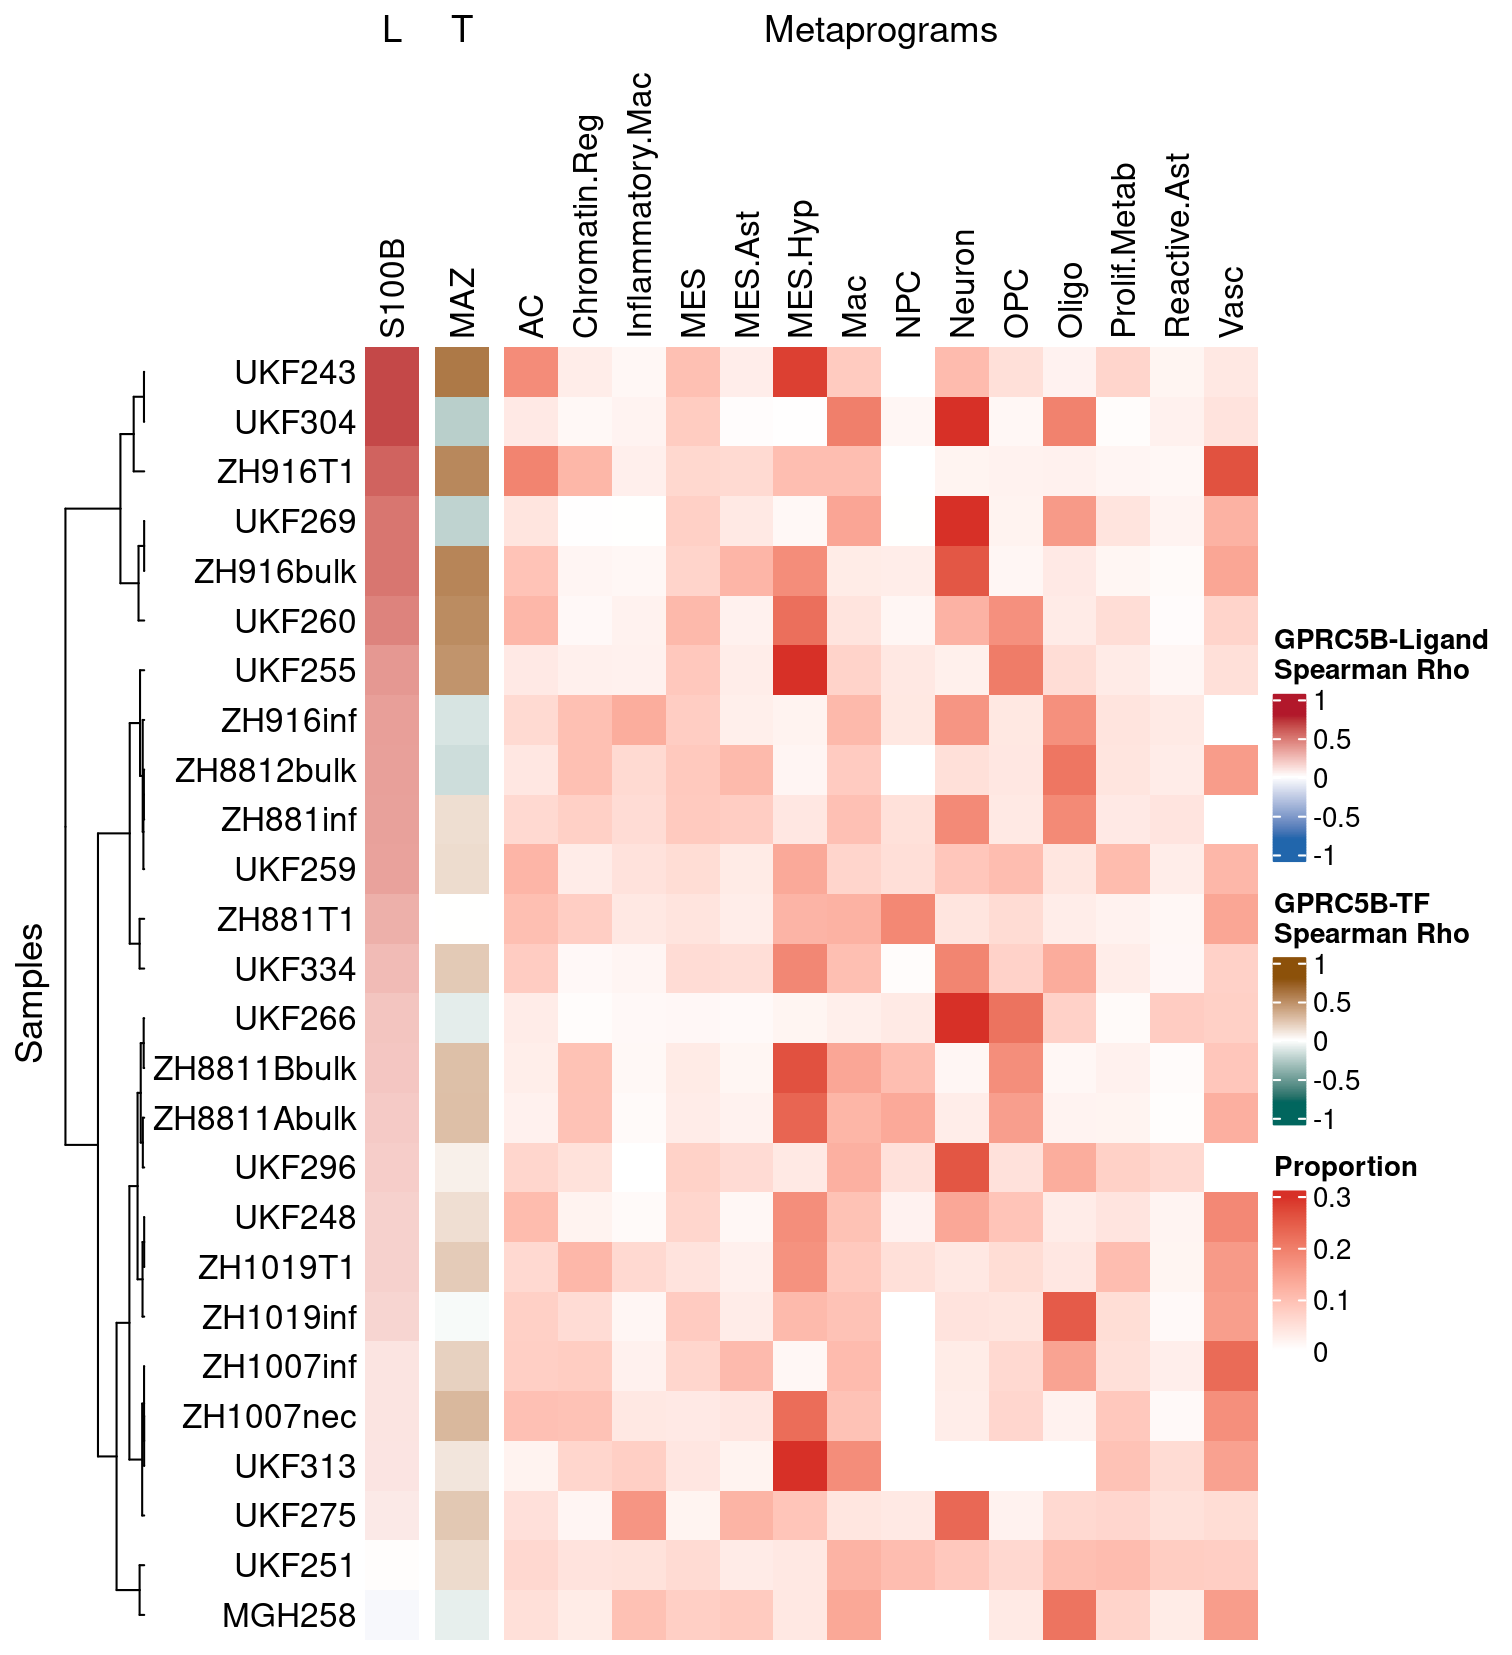 L T Metaprograms
S100B
MAZ
AC
Chromatin.Reg
Inflammatory.Mac
MES
MES.Ast
MES.Hyp
Mac
NPC
Neuron
OPC
Oligo
Prolif.Metab
Reactive.Ast
Vasc
Samples
UKF243
UKF304
ZH916T1
UKF269
ZH916bulk
UKF260
UKF255
ZH916inf
ZH8812bulk
ZH881inf
UKF259
ZH881T1
UKF334
UKF266
ZH8811Bbulk
ZH8811Abulk
UKF296
UKF248
ZH1019T1
ZH1019inf
ZH1007inf
ZH1007nec
UKF313
UKF275
UKF251
MGH258
GPRC5B-Ligand
Spearman Rho
1
0.5
0
-0.5
-1
GPRC5B-TF
Spearman Rho
1
0.5
0
-0.5
-1
Proportion
0.3
0.2
0.1
0